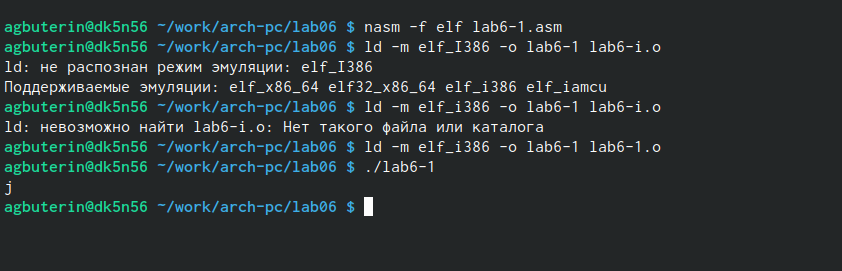 agbuterin@dk5n56 ~/work/arch-pc/lab06 $ nasm -f elf lab6-1.asm
agbuterin@dk5n56 ~/work/arch-pc/lab06 $ ld -m elf_I386 -o lab6-1 lab6-i.o
ld: не распознан режим эмуляции: elf_I386
Поддерживаемые эмуляции: elf_x86_64 elf32_x86_64 elf_i386 elf_iamcu
agbuterin@dk5n56 ~/work/arch-pc/lab06 $ ld -m elf_i386 -o lab6-1 lab6-i.o
ld: невозможно найти lab6-i.o: Нет такого файла или каталога
agbuterin@dk5n56 ~/work/arch-pc/lab06 $ ld -m elf_i386 -o lab6-1 lab6-1.o
agbuterin@dk5n56 ~/work/arch-pc/lab06 $ ./lab6-1
j
agbuterin@dk5n56 ~/work/arch-pc/lab06 $